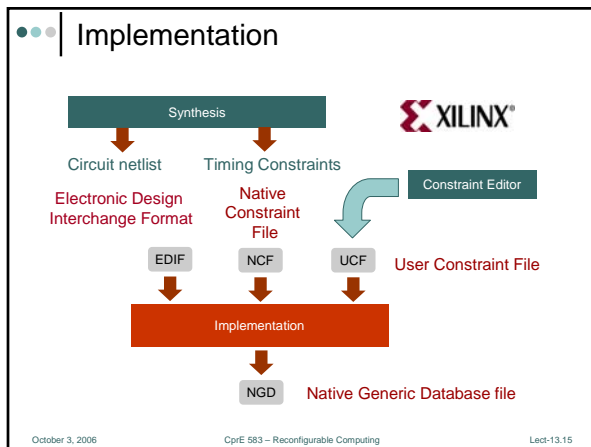 Implementation
Synthesis
XILINX®
Circuit netlist
Timing Constraints
Constraint Editor
Electronic Design
Interchange Format
Native
Constraint
File
EDIF
NCF
UCF
User Constraint File
Implementation
NGD
Native Generic Database file
October 3, 2006
CprE 583 – Reconfigurable Computing
Lect-13.15